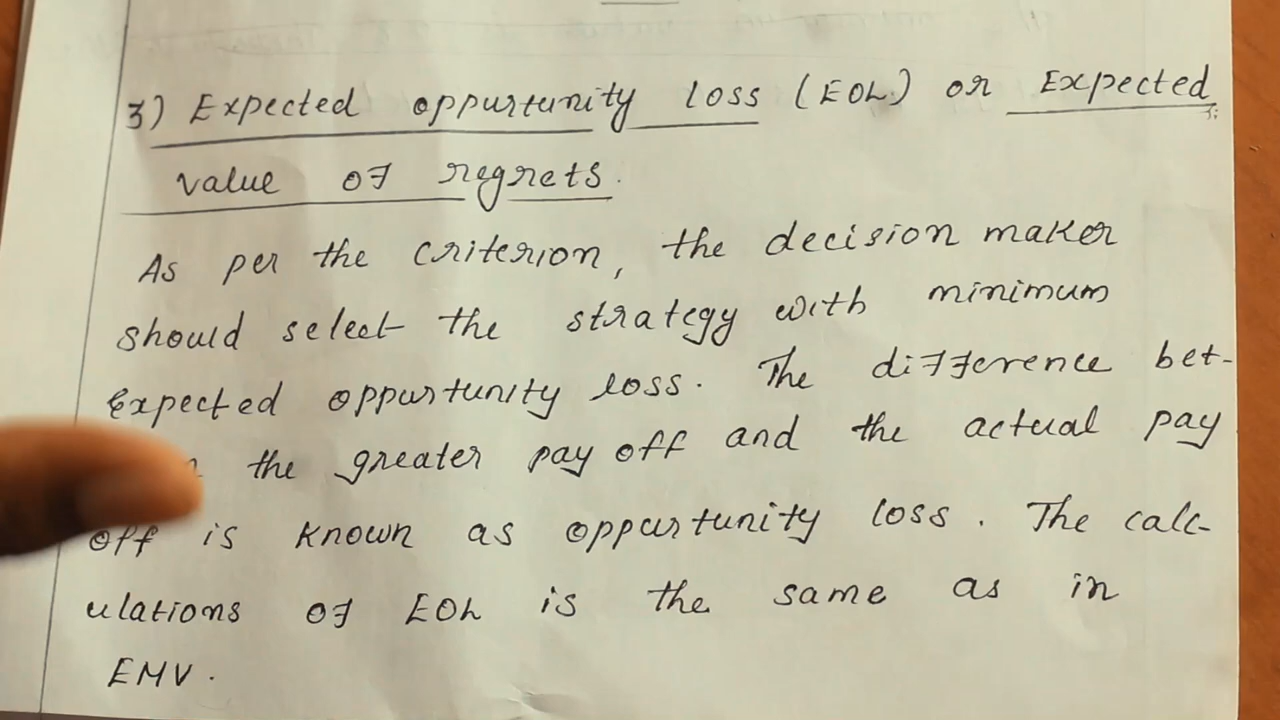 3) Expected oppurtunity loss (EOL) or Expected
value of regrets.
As per the criterion, the decision maker
should select the strategy with minimum
Expected oppurtunity loss. The difference bet-
the greater pay off and the actual pay
off is known as oppurtunity loss. The calc-
ulations of EOL is the same as in
EMV.